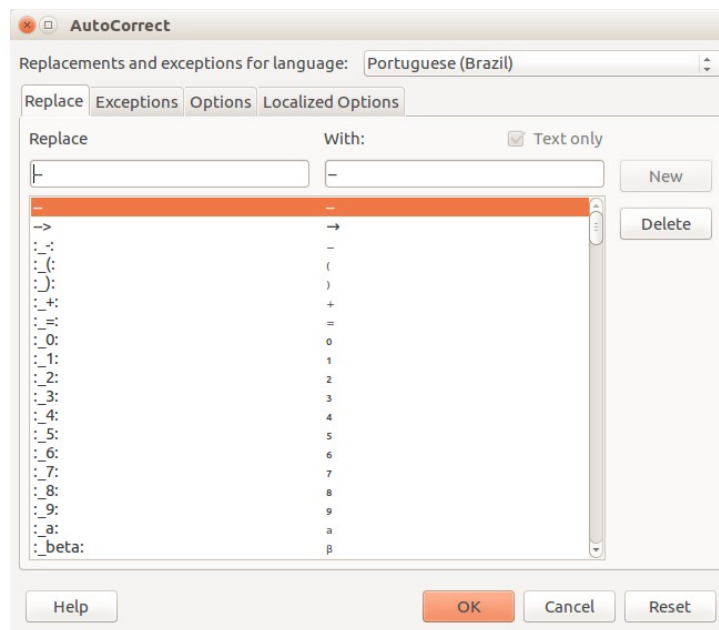 AutoCorrect
Replacements and exceptions for language: Portuguese (Brazil)
Replace Exceptions Options Localized Options
Replace With: Text only
-- – New
-- –
--> → Delete
:_-: ₋
:_(: ₍
:_): ₎
:_+: ₊
:_=: ₌
:_0: ₀
:_1: ₁
:_2: ₂
:_3: ₃
:_4: ₄
:_5: ₅
:_6: ₆
:_7: ₇
:_8: ₈
:_9: ₉
:_a: ₐ
:_beta: ᵦ
Help OK Cancel Reset